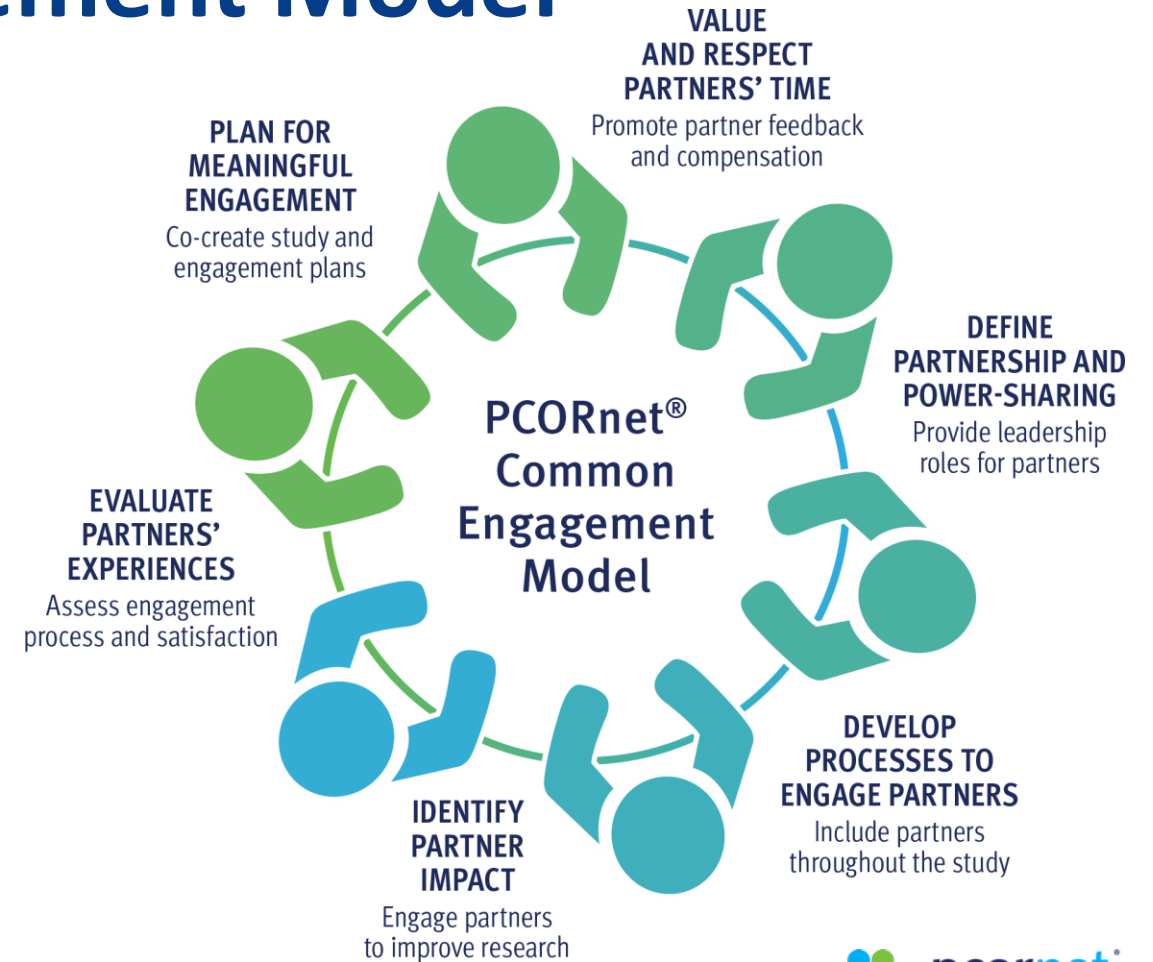 ement Model
VALUE
AND RESPECT
PARTNERS' TIME
Promote partner feedback
and compensation
PLAN FOR
MEANINGFUL
ENGAGEMENT
Co-create study and
engagement plans
DEFINE
PARTNERSHIP AND
POWER-SHARING
Provide leadership
roles for partners
PCORnet®
Common
Engagement
Model
EVALUATE
PARTNERS'
EXPERIENCES
Assess engagement
process and satisfaction
DEVELOP
PROCESSES TO
ENGAGE PARTNERS
Include partners
throughout the study
IDENTIFY
PARTNER
IMPACT
Engage partners
to improve research
pcornet